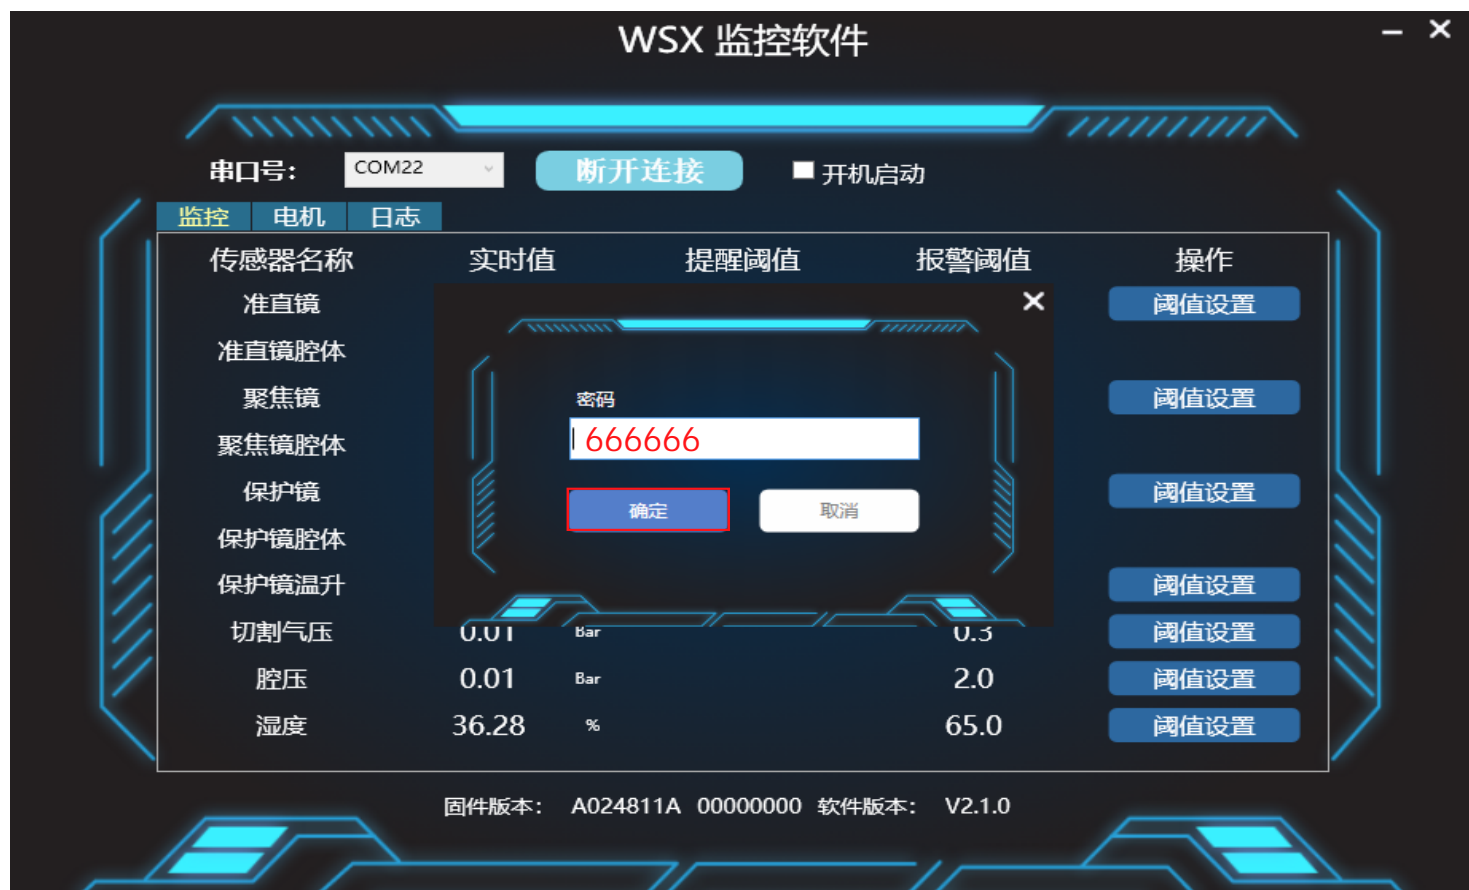 WSX 监控软件
串口号： COM22 断开连接 开机启动
监控 电机 日志
传感器名称 实时值 提醒阈值 报警阈值 操作
准直镜 阈值设置
准直镜腔体
密码
聚焦镜 阈值设置
666666
聚焦镜腔体
保护镜 阈值设置
确定 取消
保护镜腔体
保护镜温升 阈值设置
切割气压 0.01 Bar 0.3 阈值设置
腔压 0.01 Bar 2.0 阈值设置
湿度 36.28 % 65.0 阈值设置
固件版本： A024811A 00000000 软件版本： V2.1.0